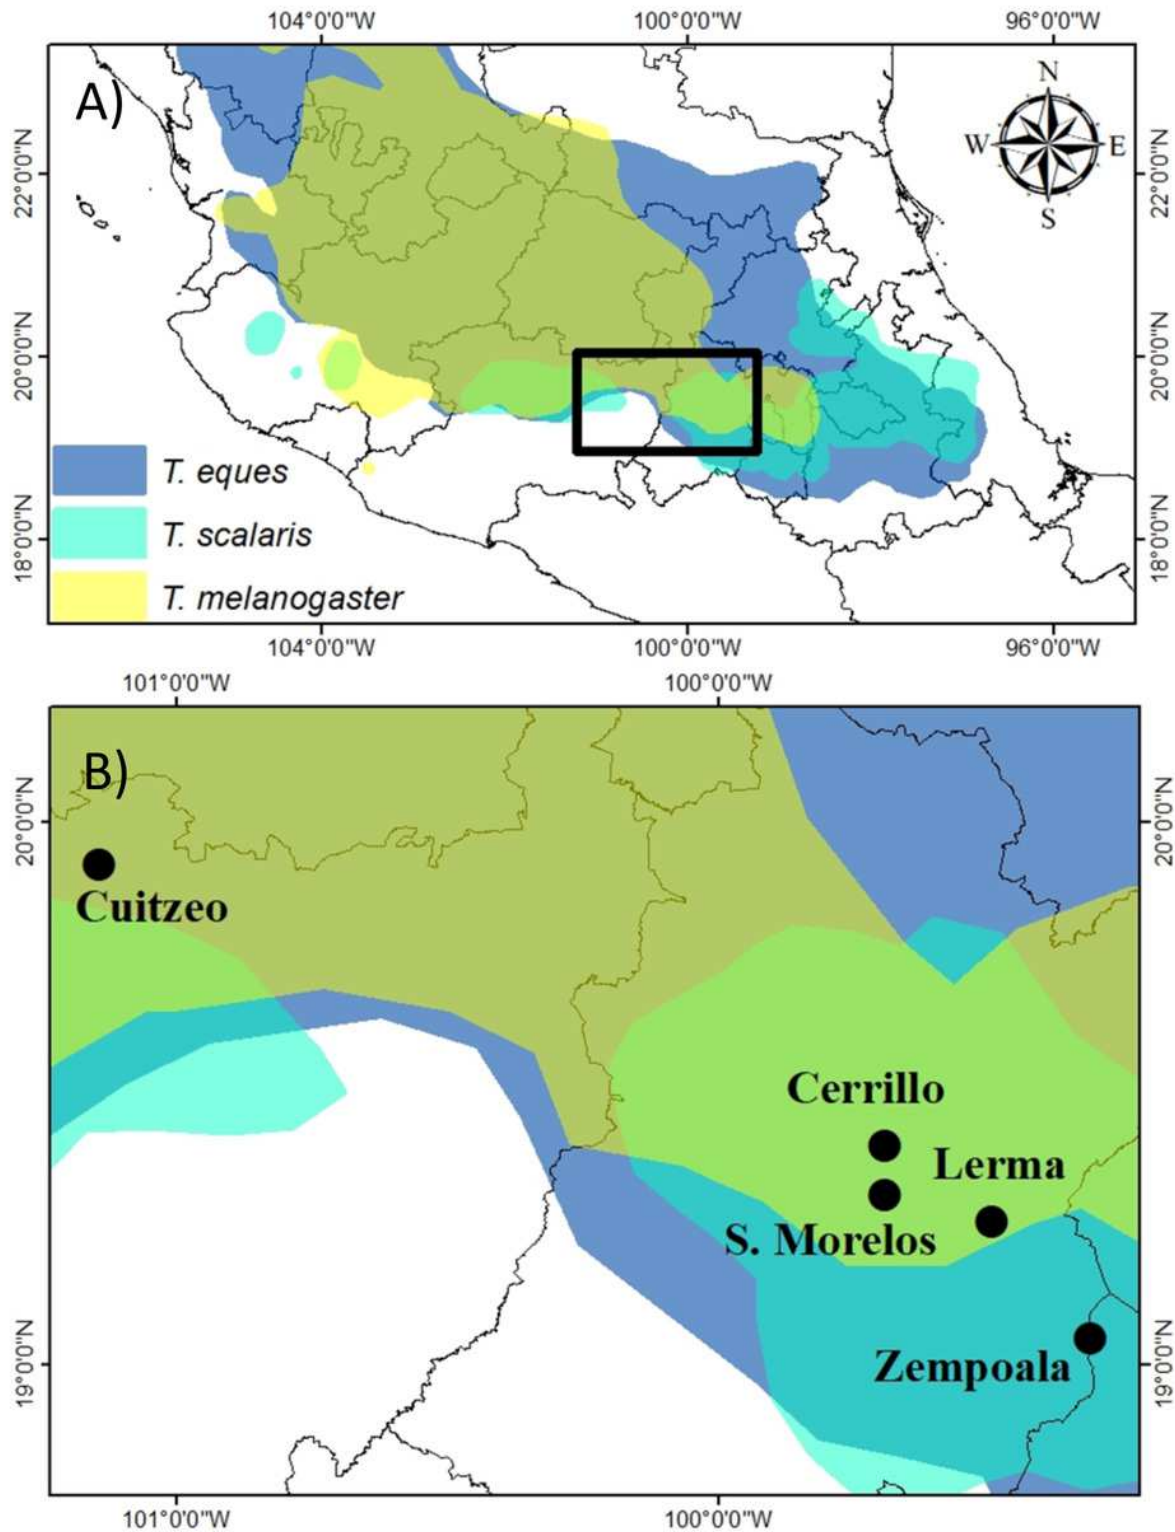 104°0'0"W 100°0'0"W 96°0'0"W
A)
N
W E
S
22°0'0"N 22°0'0"N
20°0'0"N 20°0'0"N
18°0'0"N 18°0'0"N
T. eques
T. scalaris
T. melanogaster
104°0'0"W 100°0'0"W 96°0'0"W
101°0'0"W 100°0'0"W
B)
20°0'0"N 20°0'0"N
Cuitzeo
Cerrillo
Lerma
S. Morelos
Zempoala
19°0'0"N 19°0'0"N
101°0'0"W 100°0'0"W